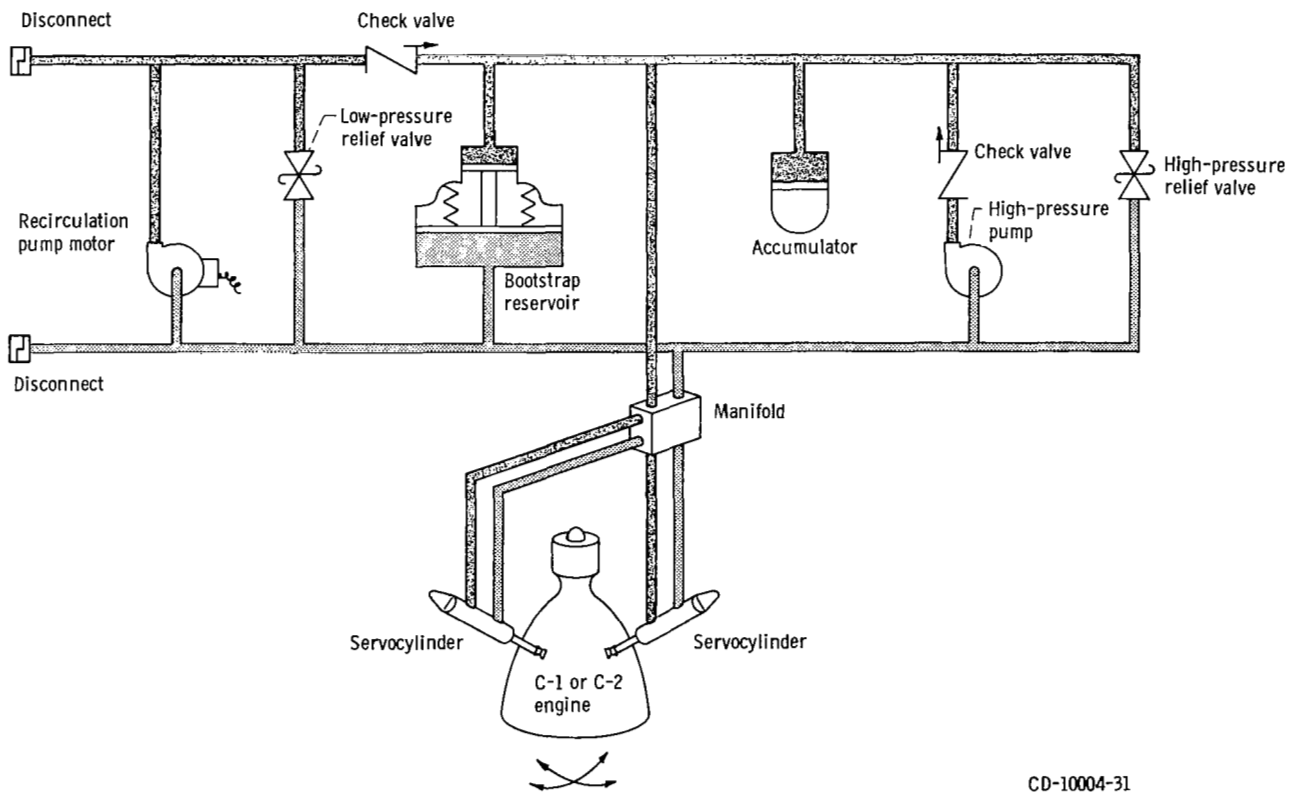 Disconnect
Check valve
Low-pressure
relief valve
Check valve
High-pressure
relief valve
Recirculation
pump motor
High-pressure
pump
Accumulator
Bootstrap
reservoir
Disconnect
Manifold
Servocylinder
Servocylinder
C-1 or C-2
engine
CD-10004-31